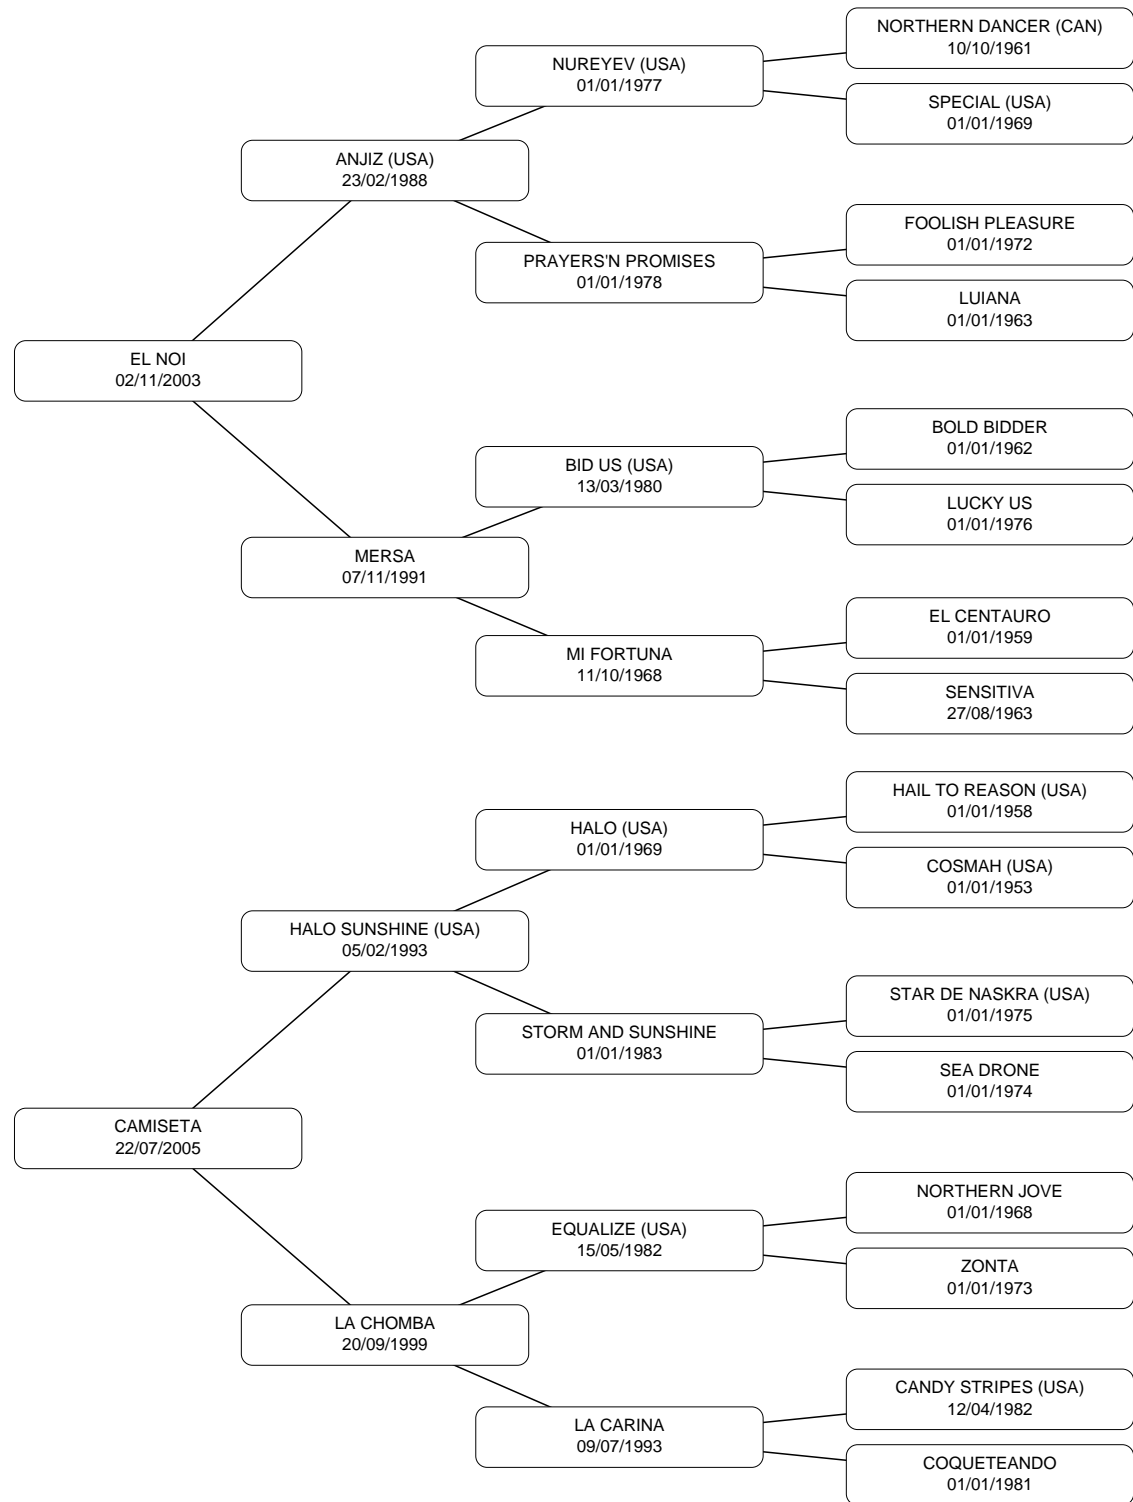 NORTHERN DANCER (CAN)
10/10/1961
NUREYEV (USA)
01/01/1977
SPECIAL (USA)
01/01/1969
ANJIZ (USA)
23/02/1988
FOOLISH PLEASURE
01/01/1972
PRAYERS'N PROMISES
01/01/1978
LUIANA
01/01/1963
EL NOI
02/11/2003
BOLD BIDDER
01/01/1962
BID US (USA)
13/03/1980
LUCKY US
01/01/1976
MERSA
07/11/1991
EL CENTAURO
01/01/1959
MI FORTUNA
11/10/1968
SENSITIVA
27/08/1963
HAIL TO REASON (USA)
01/01/1958
HALO (USA)
01/01/1969
COSMAH (USA)
01/01/1953
HALO SUNSHINE (USA)
05/02/1993
STAR DE NASKRA (USA)
01/01/1975
STORM AND SUNSHINE
01/01/1983
SEA DRONE
01/01/1974
CAMISETA
22/07/2005
NORTHERN JOVE
01/01/1968
EQUALIZE (USA)
15/05/1982
ZONTA
01/01/1973
LA CHOMBA
20/09/1999
CANDY STRIPES (USA)
12/04/1982
LA CARINA
09/07/1993
COQUETEANDO
01/01/1981